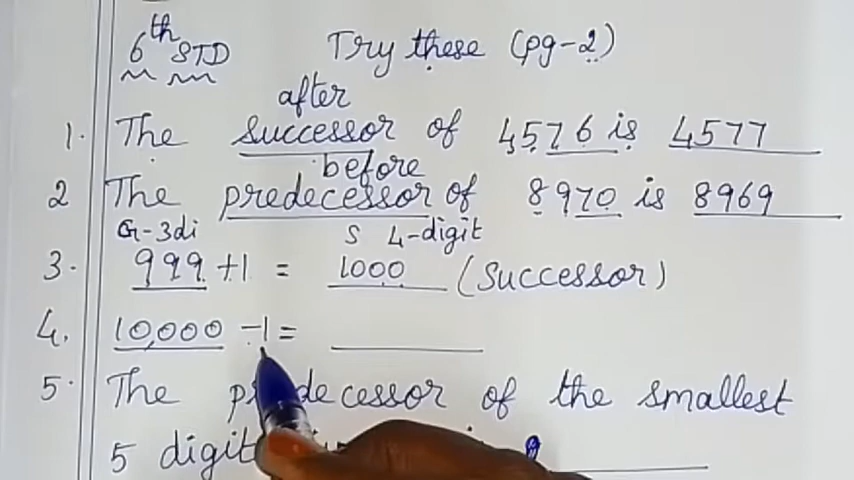 6th STD Try these (pg-2)
after
1. The successor of 4576 is 4577
before
2 The predecessor of 8970 is 8969
G-3di S 4-digit
3. 999 +1 = 1000 (Successor)
4. 10,000 -1 =
5. The predecessor of the smallest
5 digit